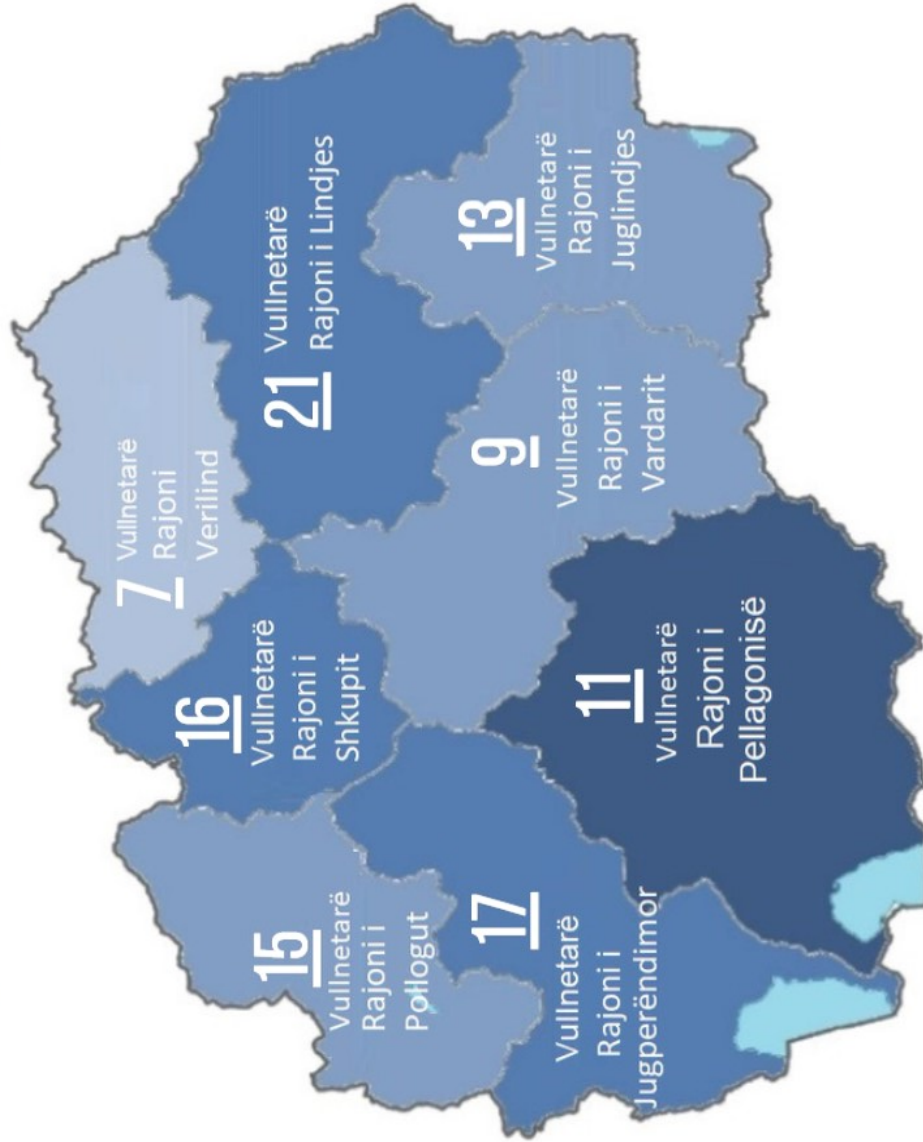 15
Vullnetarë
Rajoni i
Pollogut
16
Vullnetarë
Rajoni i
Shkupit
7 Vullnetarë
Rajoni
Verilind
21 Vullnetarë
Rajoni i Lindjes
17
Vullnetarë
Rajoni i
Jugperëndimor
9
Vullnetarë
Rajoni i
Vardarit
13
Vullnetarë
Rajoni i
Juglindjes
11
Vullnetarë
Rajoni i
Pellagonisë